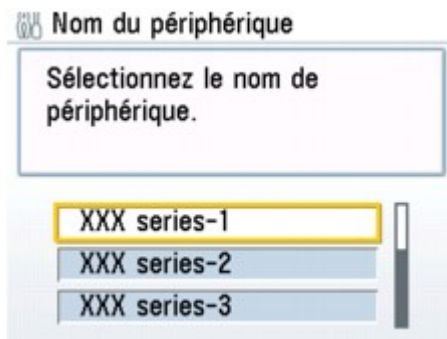 Nom du périphérique
Sélectionnez le nom de
périphérique.
XXX series-1
XXX series-2
XXX series-3